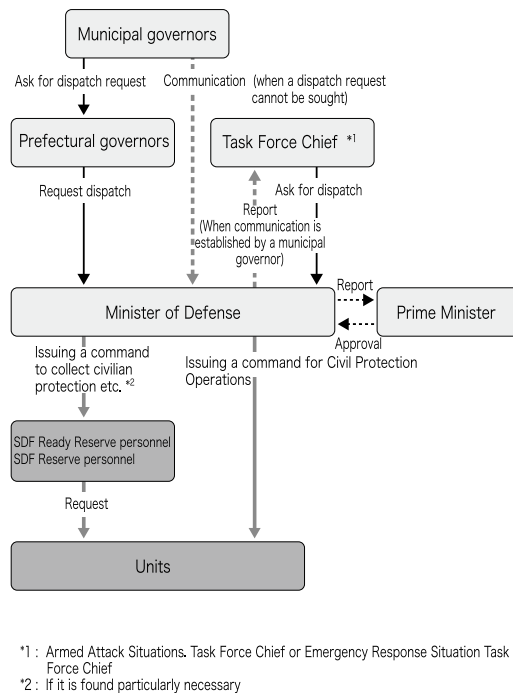 Municipal governors
Ask for dispatch request
Communication (when a dispatch request
cannot be sought)
Prefectural governors
Task Force Chief *1
Request dispatch
Ask for dispatch
Report
(When communication is
established by a municipal
governor)
Minister of Defense
Report
Prime Minister
Approval
Issuing a command
to collect civilian
protection etc. *2
Issuing a command for Civil Protection
Operations
SDF Ready Reserve personnel
SDF Reserve personnel
Request
Units
*1 : Armed Attack Situations. Task Force Chief or Emergency Response Situation Task
Force Chief
*2 : If it is found particularly necessary